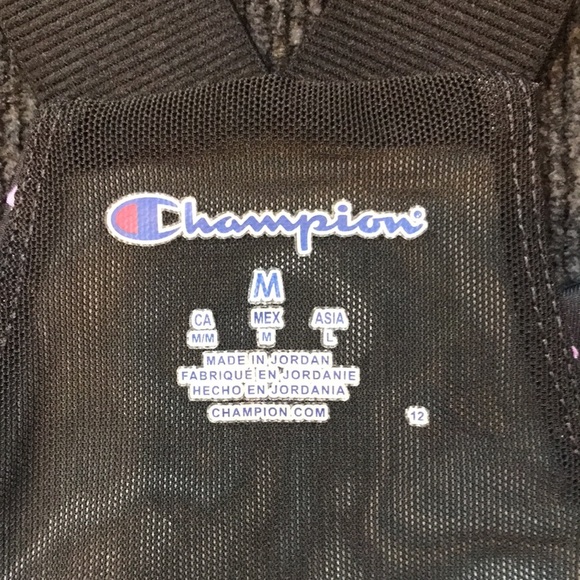 Champion
M
CA MEX ASIA
M/M M L
MADE IN JORDAN
FABRIQUÉ EN JORDANIE
HECHO EN JORDANIA
CHAMPION.COM
12